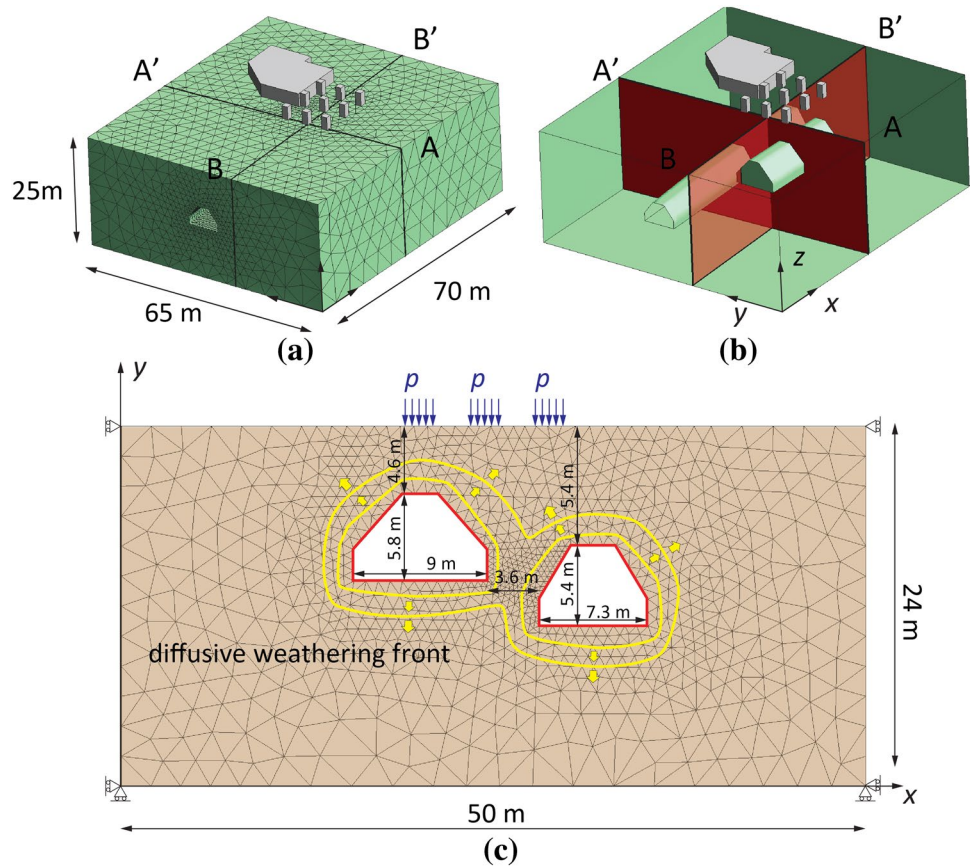 A’
B’
B
A
25m
65 m
70 m
(a)
B’
A’
A
B
z
y
x
(b)
y
p
p
p
4.6 m
5.4 m
5.8 m
9 m
3.6 m
5.4 m
7.3 m
diffusive weathering front
24 m
x
50 m
(c)